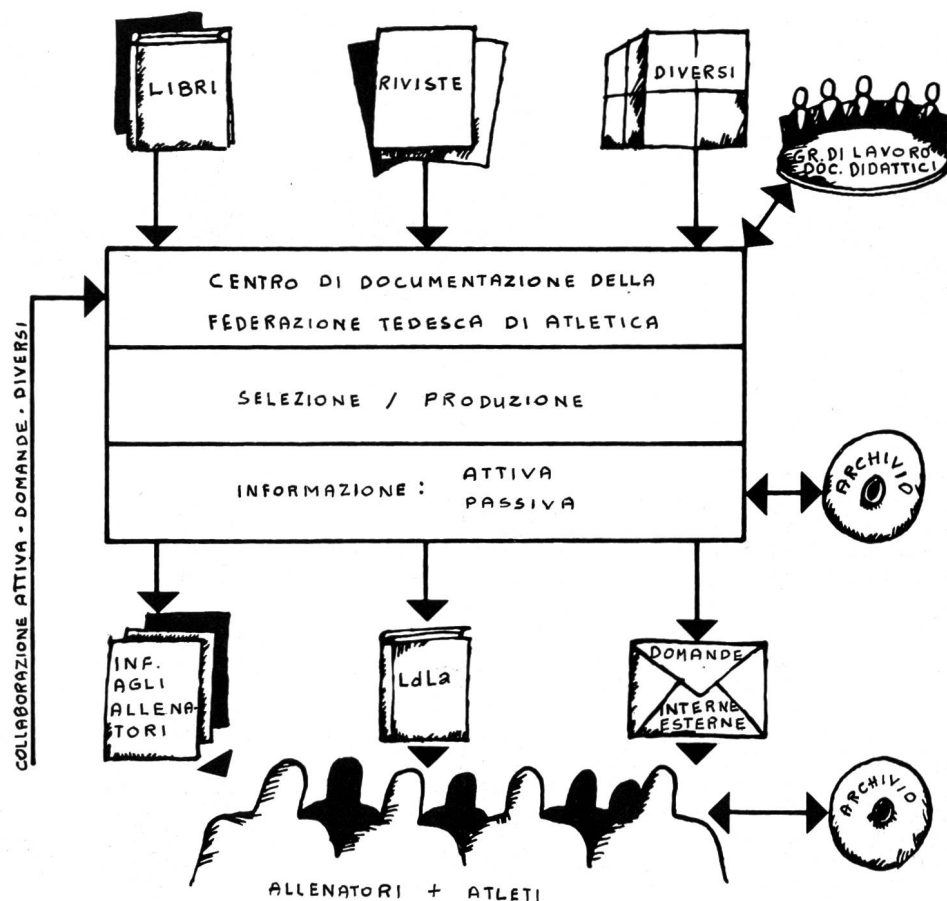 LIBRI
RIVISTE
DIVERSI
GR. DI LAVORO
DOC. DIDATTICI
CENTRO DI DOCUMENTAZIONE DELLA
FEDERAZIONE TEDESCA DI ATLETICA
SELEZIONE / PRODUZIONE
INFORMAZIONE: ATTIVA
PASSIVA
ARCHIVIO
COLLABORAZIONE ATTIVA - DOMANDE - DIVERSI
INF.
AGLI
ALLENA-
TORI
LdLa
DOMANDE
INTERNE
ESTERNE
ARCHIVIO
ALLENATORI + ATLETI